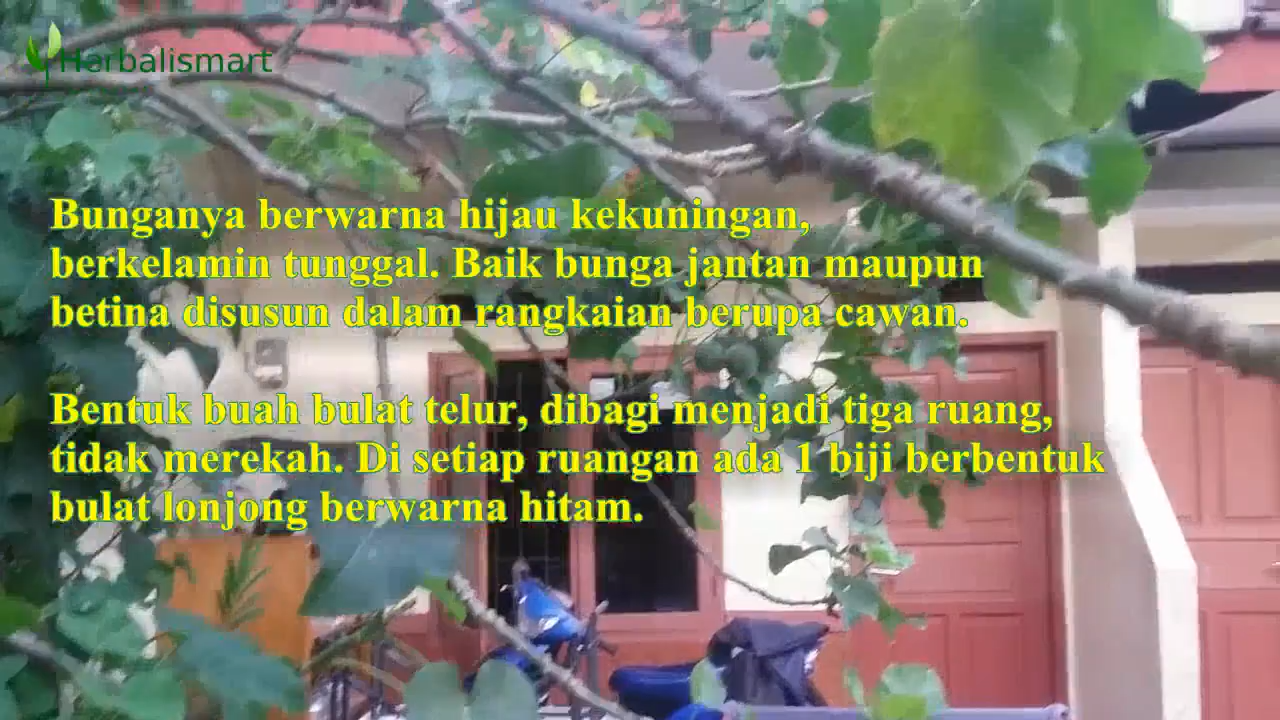 Harbalismart
Bunganya berwarna hijau kekuningan,
berkelamin tunggal. Baik bunga jantan maupun
betina disusun dalam rangkaian berupa cawan.
Bentuk buah bulat telur, dibagi menjadi tiga ruang,
tidak merekah. Di setiap ruangan ada 1 biji berbentuk
bulat lonjong berwarna hitam.